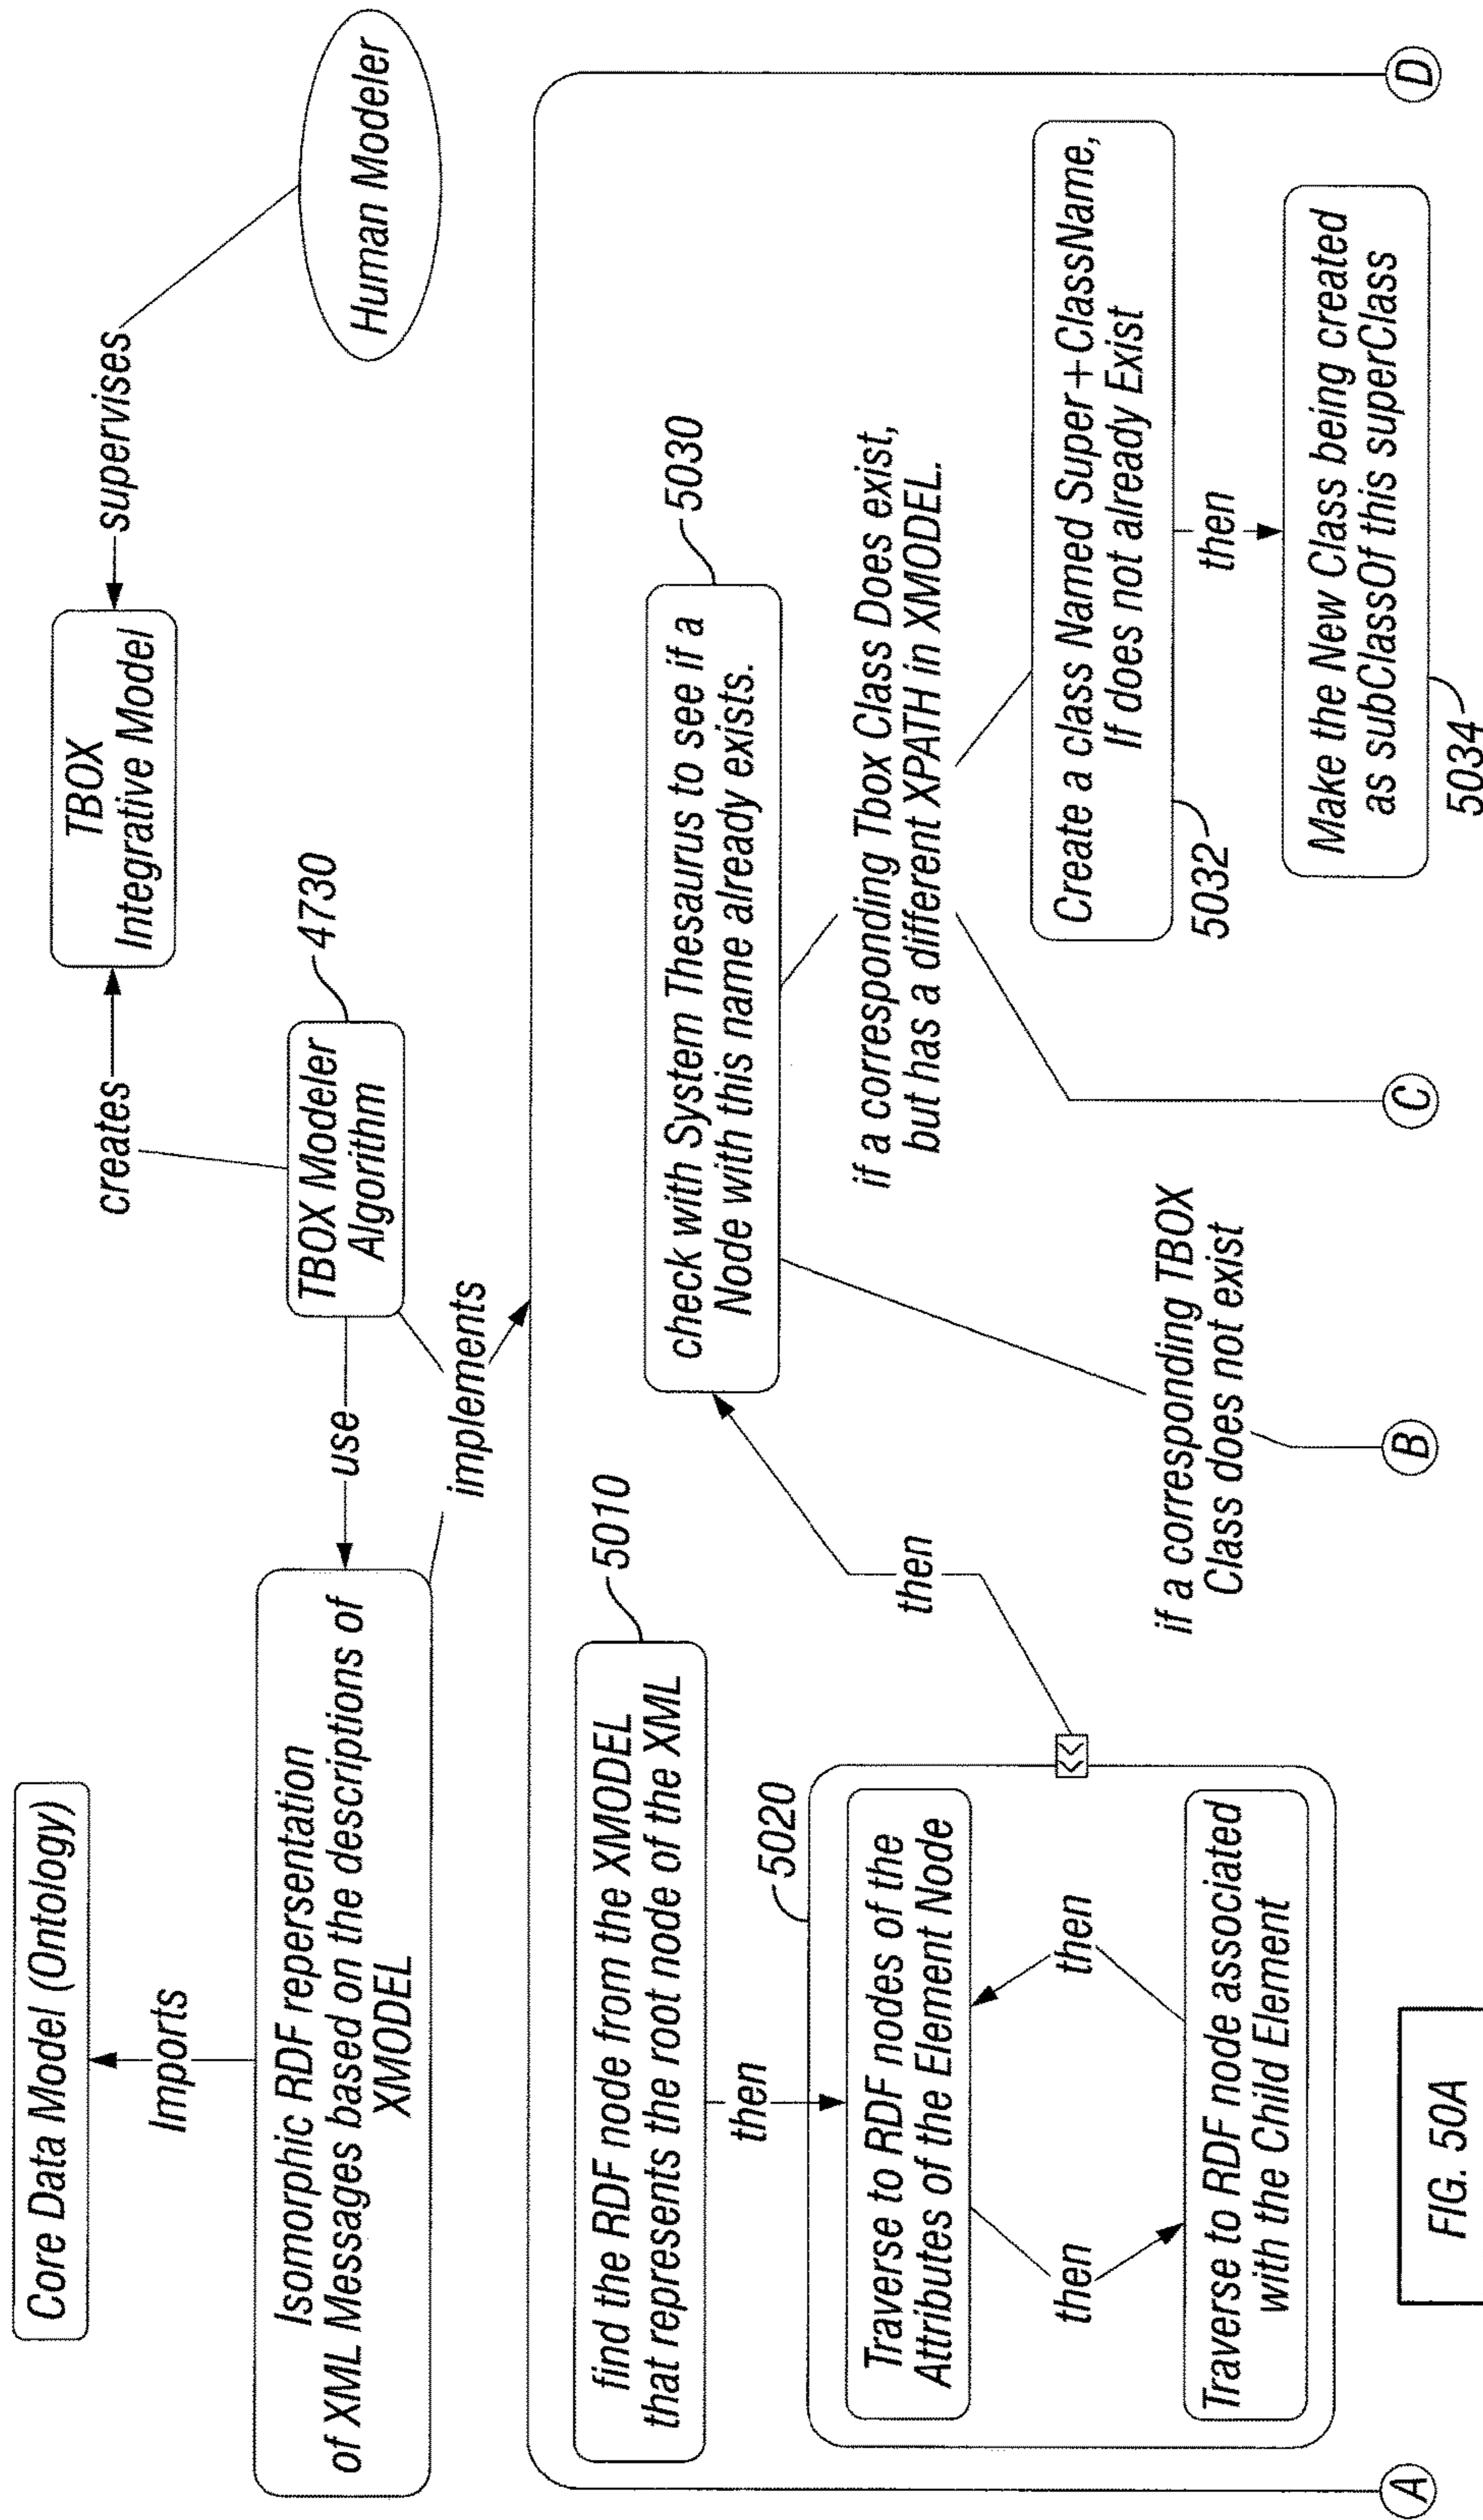 Core Data Model (Ontology)
Imports
Isomorphic RDF repersentation
of XML Messages based on the descriptions of
XMODEL
use
implements
TBOX Modeler
Algorithm
4730
creates
TBOX
Integrative Model
supervises
Human Modeler
find the RDF node from the XMODEL
that represents the root node of the XML
5010
then
5020
Traverse to RDF nodes of the
Attributes of the Element Node
then
then
Traverse to RDF node associated
with the Child Element
then
check with System Thesaurus to see if a
Node with this name already exists.
5030
if a corresponding TBOX
Class does not exist
if a corresponding Tbox Class Does exist,
but has a different XPATH in XMODEL.
Create a class Named Super+ClassName,
If does not already Exist
5032
then
Make the New Class being created
as subClassOf this superClass
5034
A
B
C
D
FIG. 50A